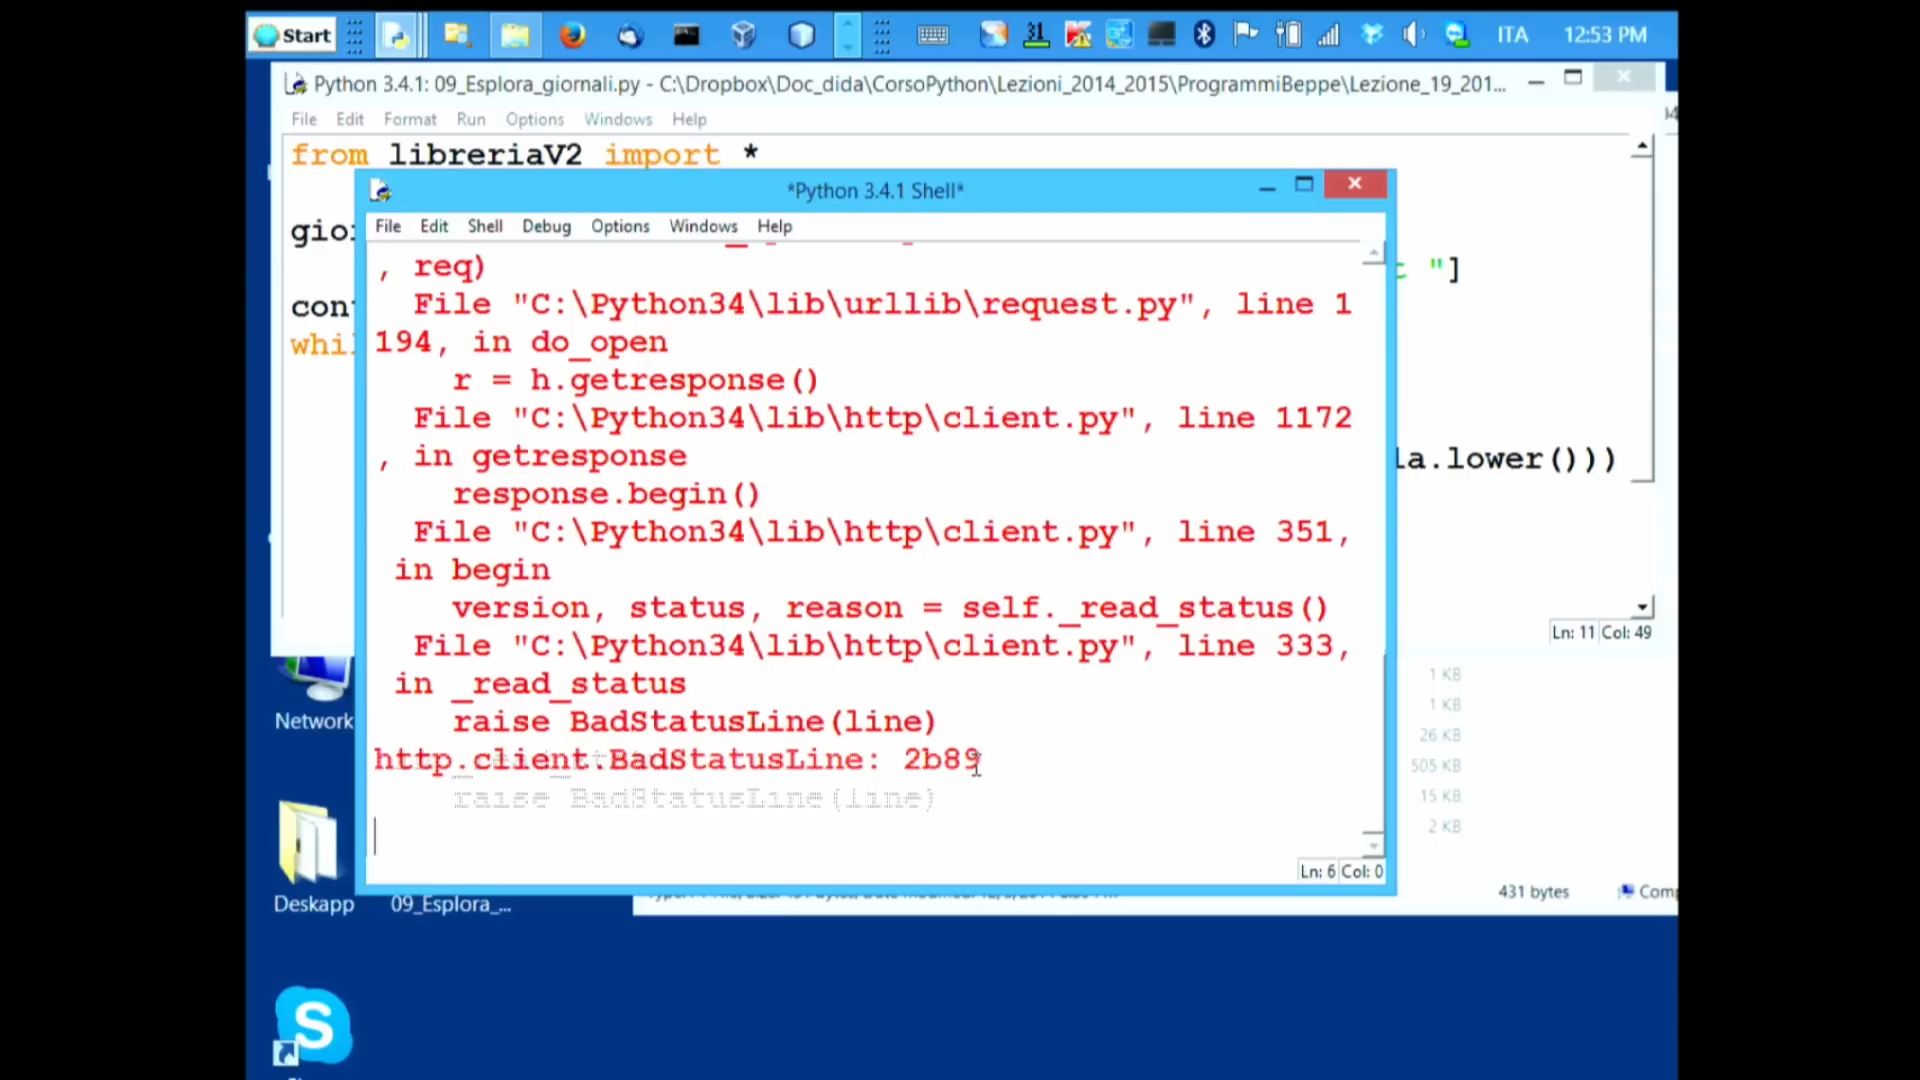 Start
31
ITA
12:53 PM
Python 3.4.1: 09_Esplora_giornali.py - C:\Dropbox\Doc_dida\CorsoPython\Lezioni_2014_2015\ProgrammiBeppe\Lezione_19_201...
File Edit Format Run Options Windows Help
from libreriaV2 import *
*Python 3.4.1 Shell*
File Edit Shell Debug Options Windows Help
, req)
"]
File "C:\Python34\lib\urllib\request.py", line 1
194, in do_open
r = h.getresponse()
File "C:\Python34\lib\http\client.py", line 1172
, in getresponse
la.lower()))
response.begin()
File "C:\Python34\lib\http\client.py", line 351,
in begin
version, status, reason = self._read_status()
Ln: 11 Col: 49
File "C:\Python34\lib\http\client.py", line 333,
in _read_status
raise BadStatusLine(line)
http.client.BadStatusLine: 2b89
raise BadStatusLine(line)
Ln: 6 Col: 0
1 KB
1 KB
26 KB
505 KB
15 KB
2 KB
431 bytes
Network
Deskapp
09_Esplora_...